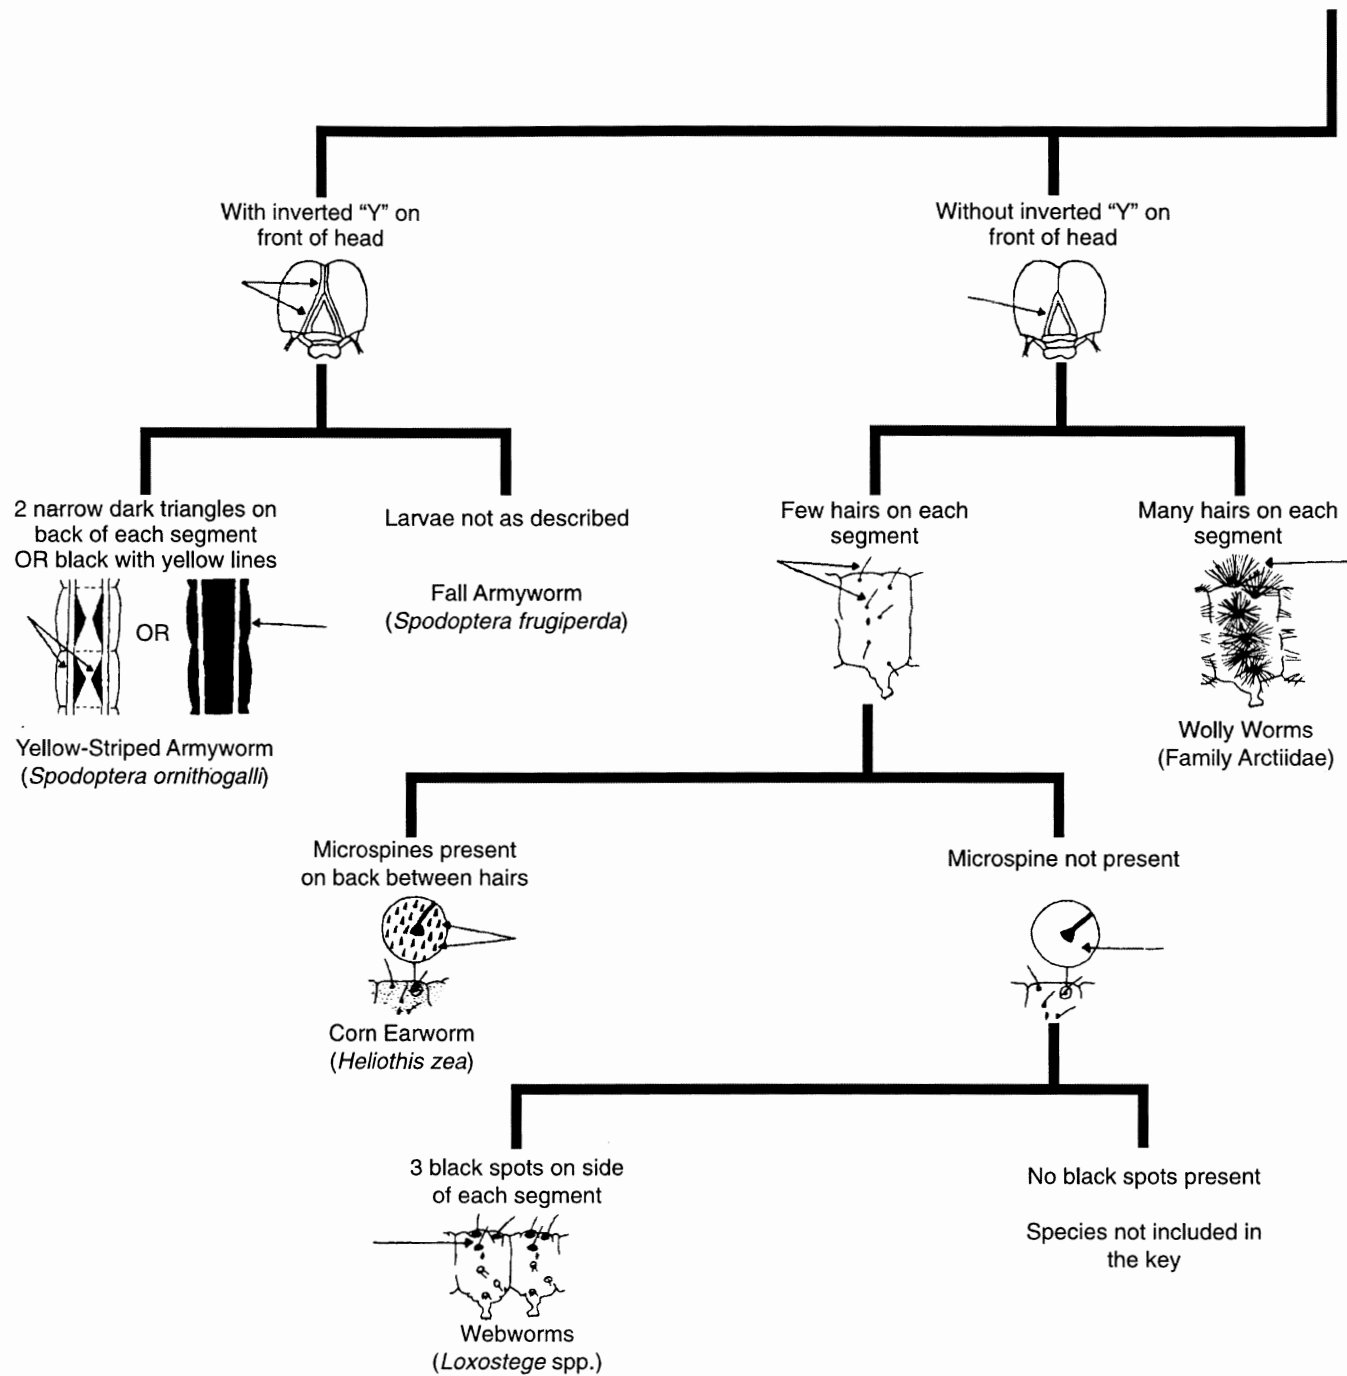 With inverted “Y” on
front of head
Without inverted “Y” on
front of head
2 narrow dark triangles on
back of each segment
OR black with yellow lines
OR
Yellow-Striped Armyworm
(Spodoptera ornithogalli)
Larvae not as described
Fall Armyworm
(Spodoptera frugiperda)
Few hairs on each
segment
Many hairs on each
segment
Wolly Worms
(Family Arctiidae)
Microspines present
on back between hairs
Corn Earworm
(Heliothis zea)
Microspine not present
3 black spots on side
of each segment
Webworms
(Loxostege spp.)
No black spots present
Species not included in
the key